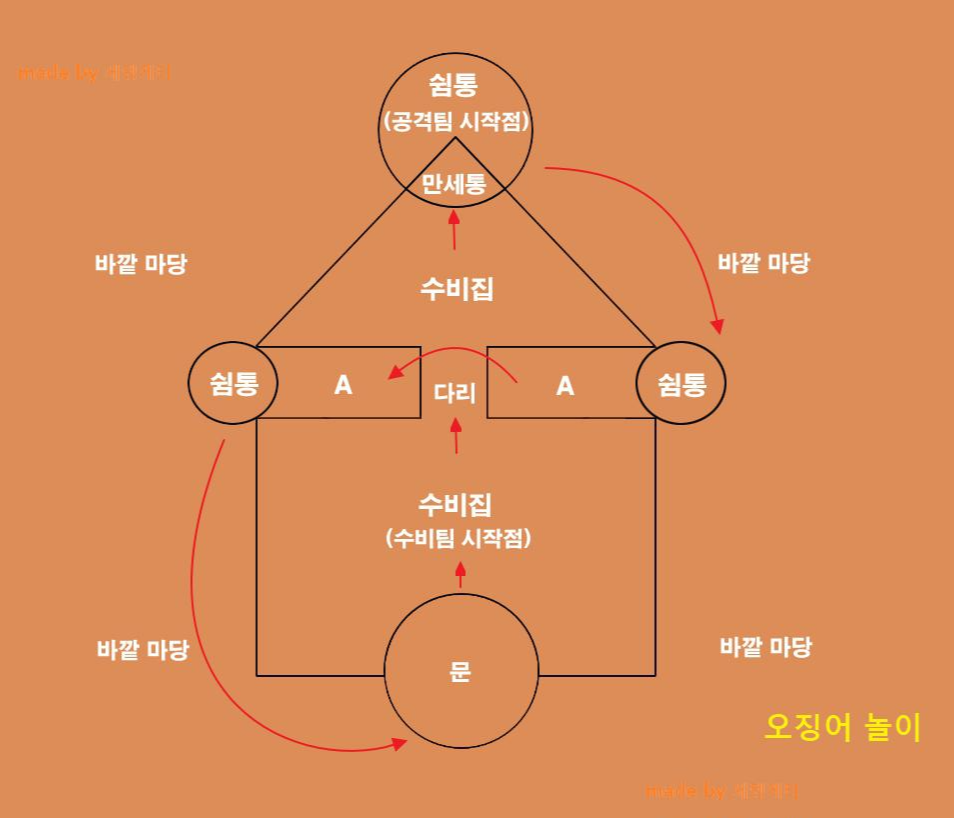 made by
쉼통
(공격팀 시작점)
만세통
바깥 마당
바깥 마당
수비집
쉼통
A
다리
A
쉼통
수비집
(수비팀 시작점)
바깥 마당
바깥 마당
문
오징어 놀이
made by